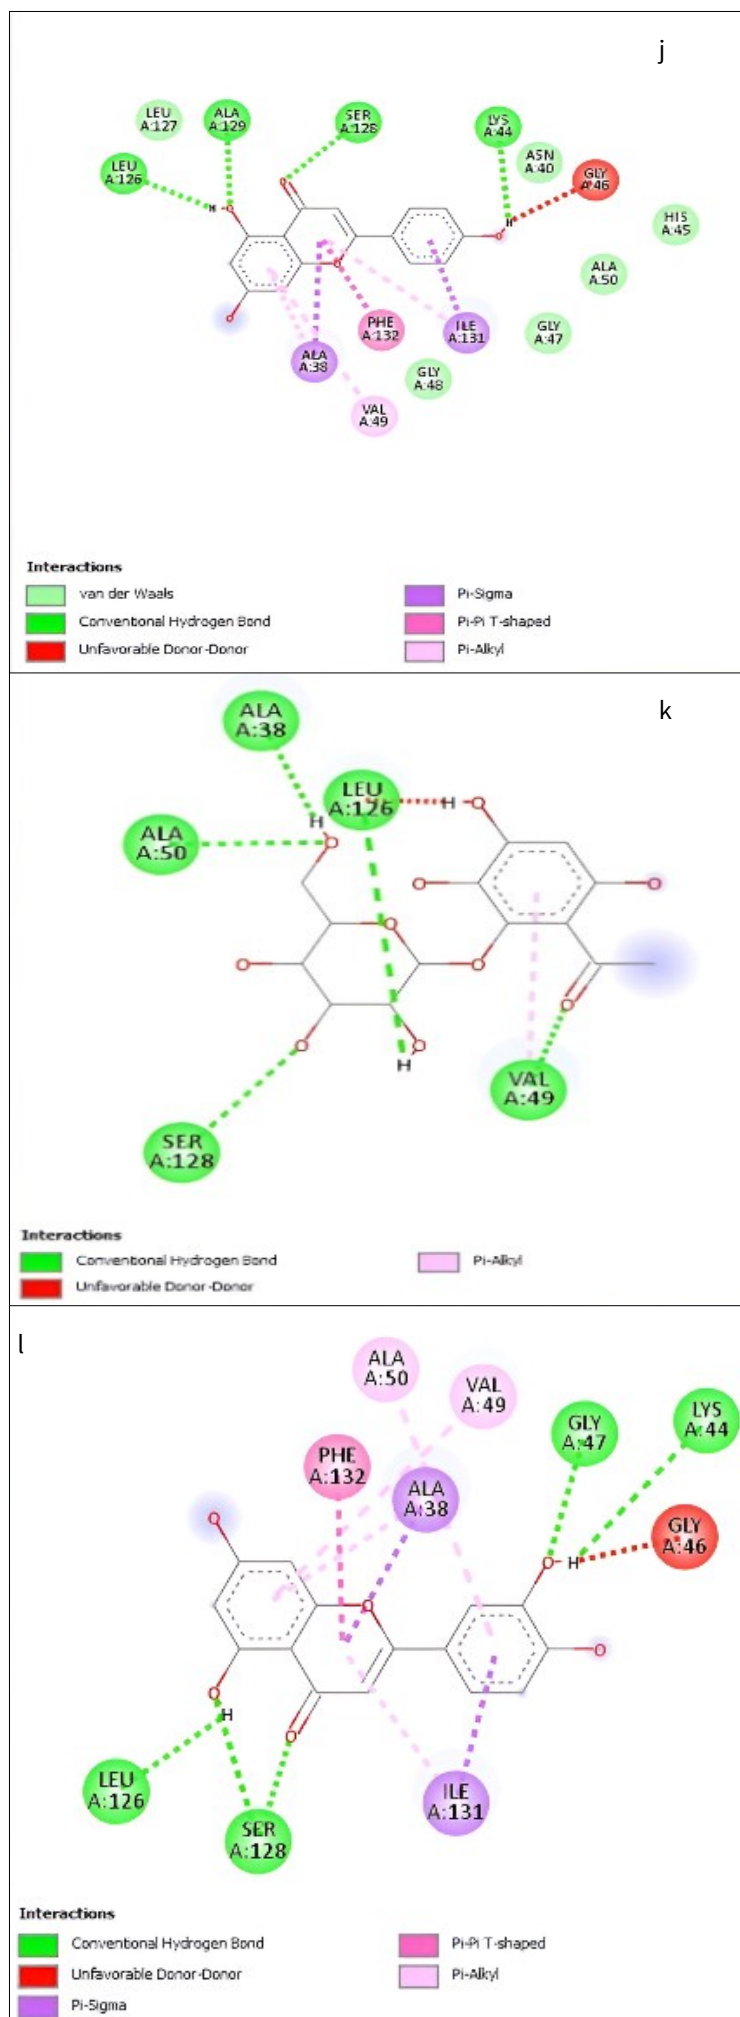 j
LEU
A:127
ALA
A:129
SER
A:128
LYS
A:44
LEU
A:126
ASN
A:40
GLY
A:46
HIS
A:45
ALA
A:50
PHE
A:132
ILE
A:131
GLY
A:47
ALA
A:38
GLY
A:48
VAL
A:49
O
H
O
O
O
O
H
Interactions
van der Waals
Conventional Hydrogen Bond
Unfavorable Donor-Donor
Pi-Sigma
Pi-Pi T-shaped
Pi-Alkyl
k
ALA
A:38
LEU
A:126
ALA
A:50
SER
A:128
VAL
A:49
H
O
H
O
O
O
O
O
O
O
O
O
H
Interactions
Conventional Hydrogen Bond
Unfavorable Donor-Donor
Pi-Alkyl
l
ALA
A:50
VAL
A:49
GLY
A:47
LYS
A:44
PHE
A:132
ALA
A:38
GLY
A:46
O
O
O
H
O
O
H
O
LEU
A:126
SER
A:128
ILE
A:131
Interactions
Conventional Hydrogen Bond
Unfavorable Donor-Donor
Pi-Sigma
Pi-Pi T-shaped
Pi-Alkyl